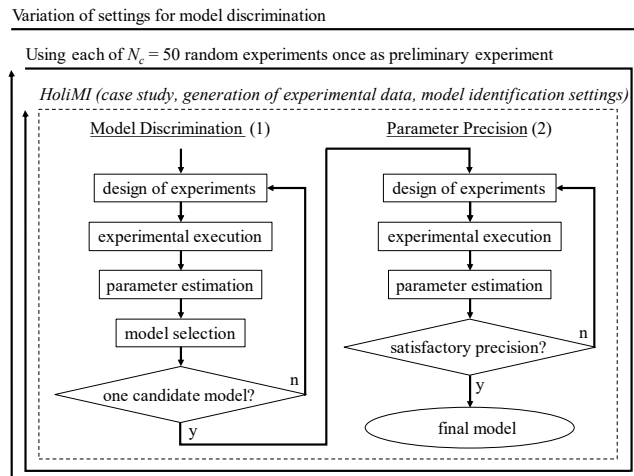 Variation of settings for model discrimination
Using each of N_c = 50 random experiments once as preliminary experiment
HoliMI (case study, generation of experimental data, model identification settings)
Model Discrimination (1)
design of experiments
experimental execution
parameter estimation
model selection
one candidate model?
n
y
Parameter Precision (2)
design of experiments
experimental execution
parameter estimation
satisfactory precision?
n
y
final model